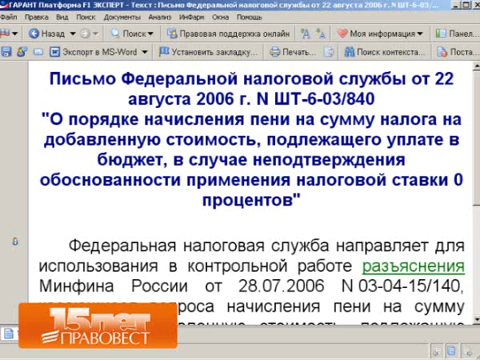 ГАРАНТ Платформа F1 ЭКСПЕРТ - Текст : Письмо Федеральной налоговой службы от 22 августа 2006 г. N ШТ-6-03/...
Файл Правка Вид Поиск Документы Анализ ИнФарм Окна Помощь
Назад Поиск Правовая поддержка онлайн Моя информация Панел...
Экспорт в MS-Word Установить закладку... Печать... Поиск контекста... Поста...
Письмо Федеральной налоговой службы от 22
августа 2006 г. N ШТ-6-03/840
"О порядке начисления пени на сумму налога на
добавленную стоимость, подлежащего уплате в
бюджет, в случае неподтверждения
обоснованности применения налоговой ставки 0
процентов"
Федеральная налоговая служба направляет для
использования в контрольной работе разъяснения
Минфина России от 28.07.2006 N 03-04-15/140,
вопроса начисления пени на сумму
стоимость, подлежащую
15 лет
ПРАВОВЕСТ